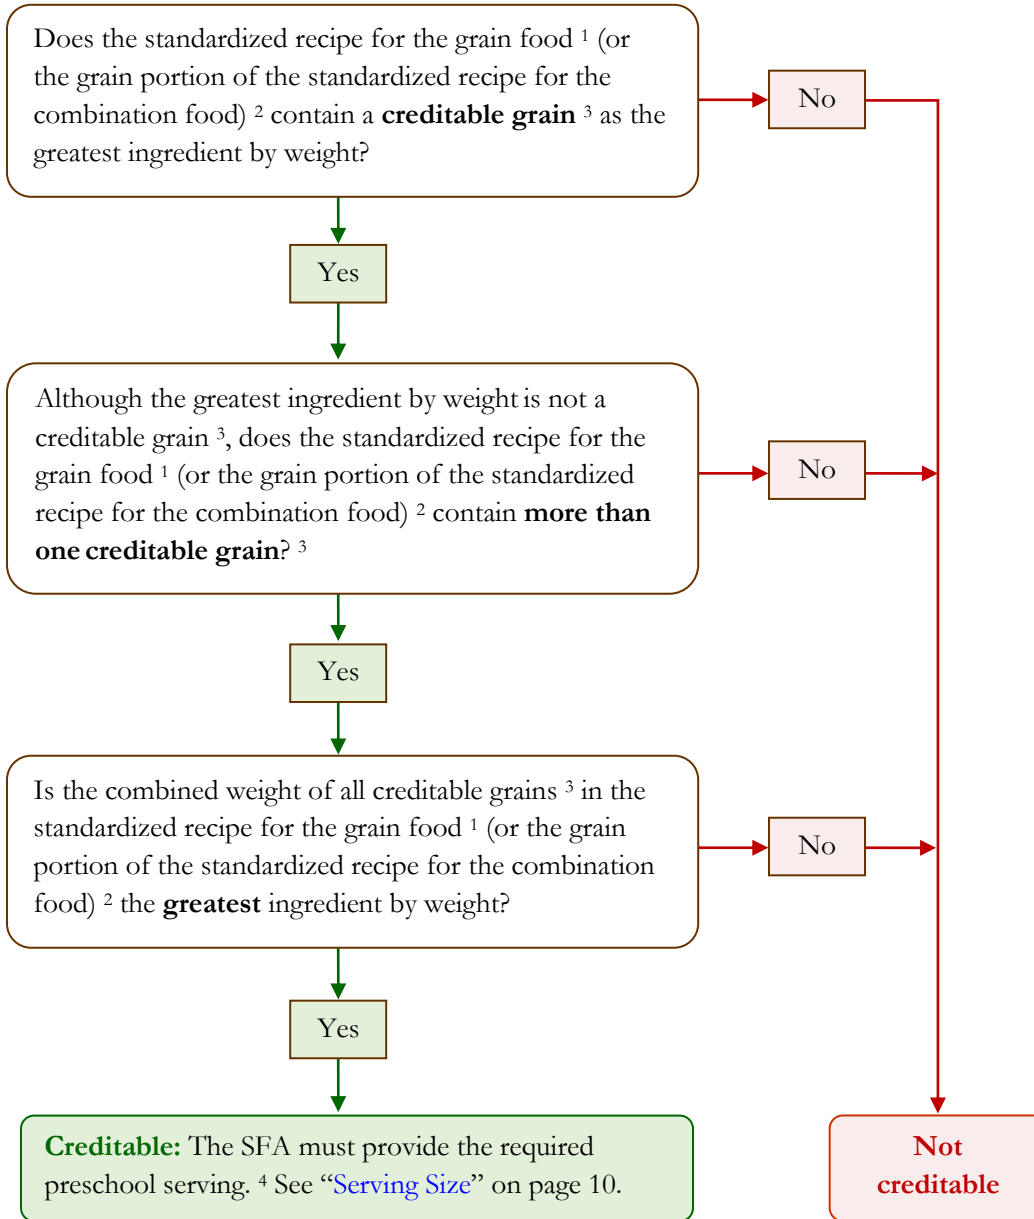 Does the standardized recipe for the grain food ¹ (or
the grain portion of the standardized recipe for the
combination food) ² contain a creditable grain ³ as the
greatest ingredient by weight?
No
Yes
Although the greatest ingredient by weight is not a
creditable grain ³, does the standardized recipe for the
grain food ¹ (or the grain portion of the standardized
recipe for the combination food) ² contain more than
one creditable grain? ³
No
Yes
Is the combined weight of all creditable grains ³ in the
standardized recipe for the grain food ¹ (or the grain
portion of the standardized recipe for the combination
food) ² the greatest ingredient by weight?
No
Yes
Creditable: The SFA must provide the required
preschool serving. ⁴ See “Serving Size” on page 10.
Not
creditable